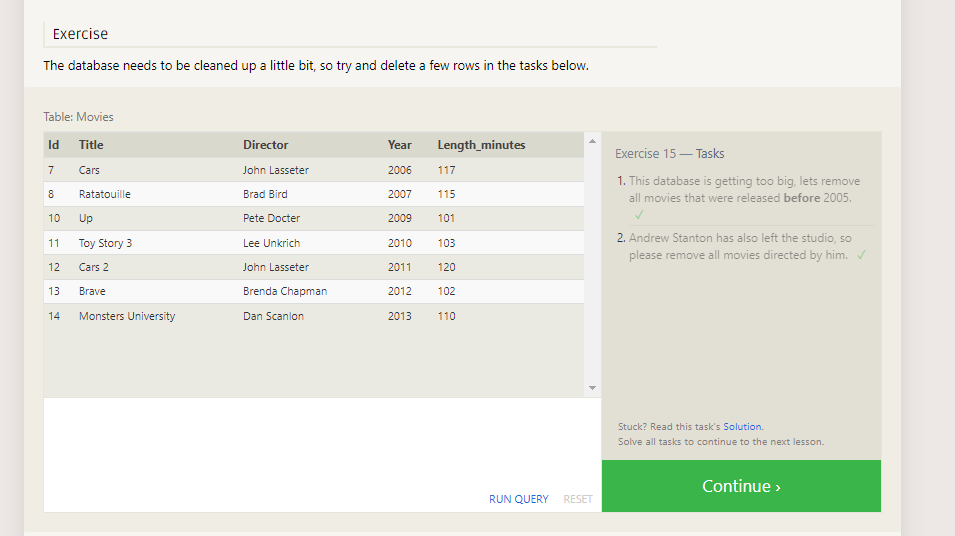 Exercise
The database needs to be cleaned up a little bit, so try and delete a few rows in the tasks below.
Table: Movies
Id Title Director Year Length_minutes
7 Cars John Lasseter 2006 117
8 Ratatouille Brad Bird 2007 115
10 Up Pete Docter 2009 101
11 Toy Story 3 Lee Unkrich 2010 103
12 Cars 2 John Lasseter 2011 120
13 Brave Brenda Chapman 2012 102
14 Monsters University Dan Scanlon 2013 110
RUN QUERY RESET
Exercise 15 — Tasks
1. This database is getting too big, lets remove
all movies that were released before 2005.
✓
2. Andrew Stanton has also left the studio, so
please remove all movies directed by him. ✓
Stuck? Read this task's Solution.
Solve all tasks to continue to the next lesson.
Continue ›